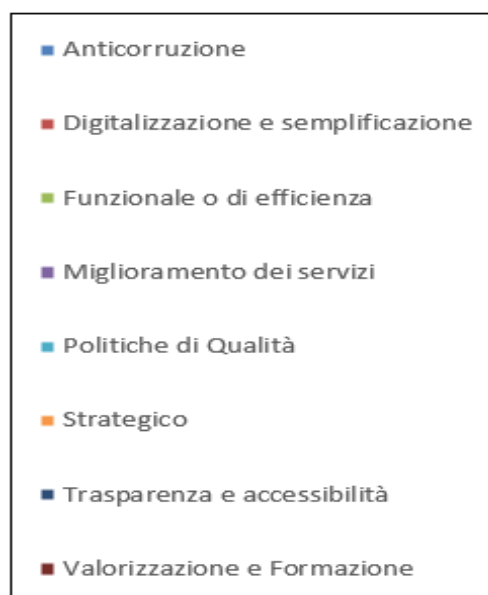 Anticorruzione
Digitalizzazione e semplificazione
Funzionale o di efficienza
Miglioramento dei servizi
Politiche di Qualità
Strategico
Trasparenza e accessibilità
Valorizzazione e Formazione